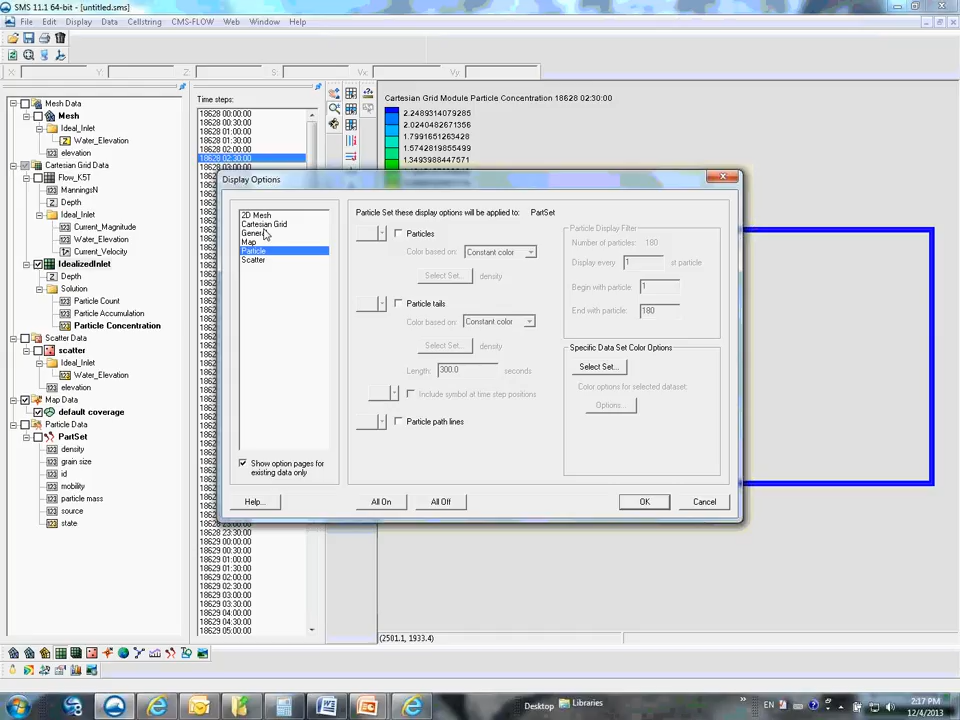 SMS 11.1 64-bit - [untitled.sms]
File Edit Display Data Cellstring CMS-FLOW Web Window Help
X: Y: Z: S: Vx: Vy:
Mesh Data
Mesh
Ideal_Inlet
Water_Elevation
elevation
Cartesian Grid Data
Flow_K5T
ManningsN
Depth
Ideal_Inlet
Current_Magnitude
Water_Elevation
Current_Velocity
IdealizedInlet
Depth
Solution
Particle Count
Particle Accumulation
Particle Concentration
Scatter Data
scatter
Ideal_Inlet
Water_Elevation
elevation
Map Data
default coverage
Particle Data
PartSet
density
grain size
id
mobility
particle mass
source
state
Time steps:
18628 00:00:00
18628 00:30:00
18628 01:00:00
18628 01:30:00
18628 02:00:00
18628 02:30:00
18628 03:00:00
18628 23:30:00
18629 00:00:00
18629 00:30:00
18629 01:00:00
18629 01:30:00
18629 02:00:00
18629 02:30:00
18629 03:00:00
18629 03:30:00
18629 04:00:00
18629 04:30:00
18629 05:00:00
Cartesian Grid Module Particle Concentration 18628 02:30:00
2.2489314079285
2.0240482671356
1.7991651263428
1.5742819855499
1.3493988447571
Display Options
2D Mesh
Cartesian Grid
General
Map
Particle
Scatter
Show option pages for
existing data only
Particle Set these display options will be applied to: PartSet
Particles
Color based on: Constant color
Select Set... density
Particle tails
Color based on: Constant color
Select Set... density
Length: 300.0 seconds
Include symbol at time step positions
Particle path lines
Particle Display Filter
Number of particles: 180
Display every 1 st particle
Begin with particle: 1
End with particle: 180
Specific Data Set Color Options
Select Set...
Color options for selected dataset:
Options...
Help... All On All Off OK Cancel
(2501.1, 1933.4)
Desktop Libraries EN 2:17 PM
12/4/2013